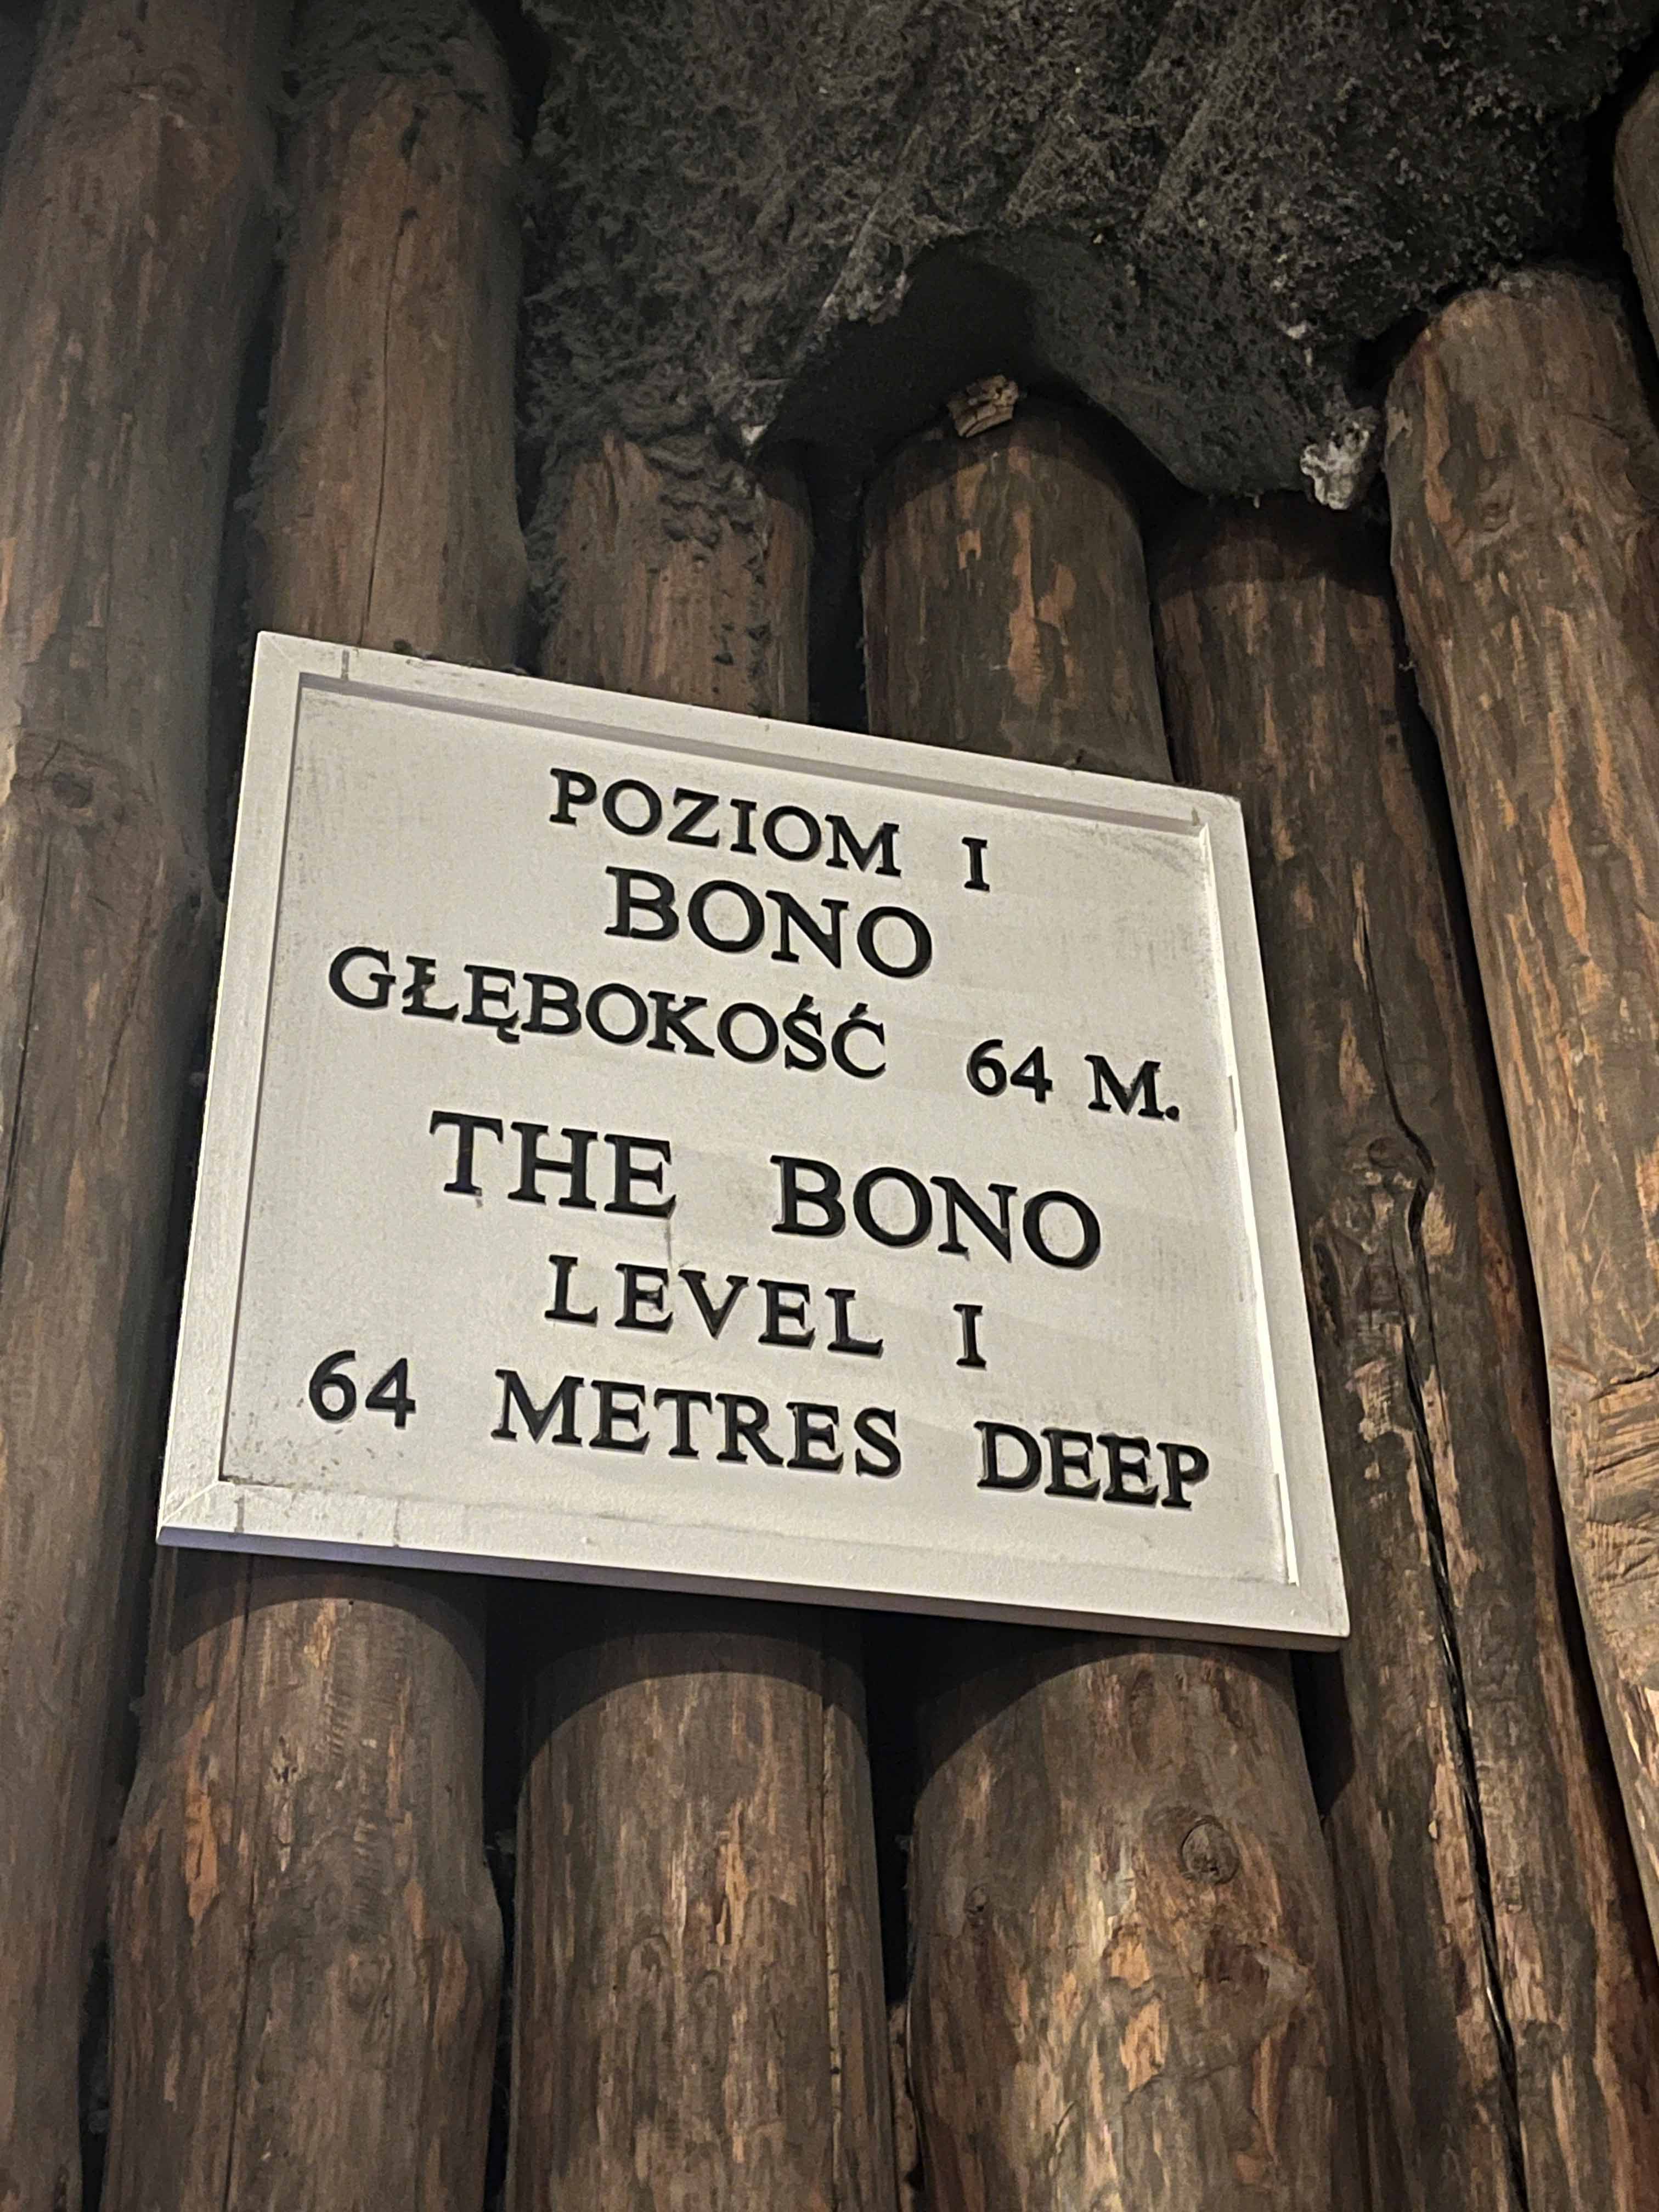 POZIOM I
BONO
GŁĘBOKOŚĆ 64 M.
THE BONO
LEVEL I
64 METRES DEEP